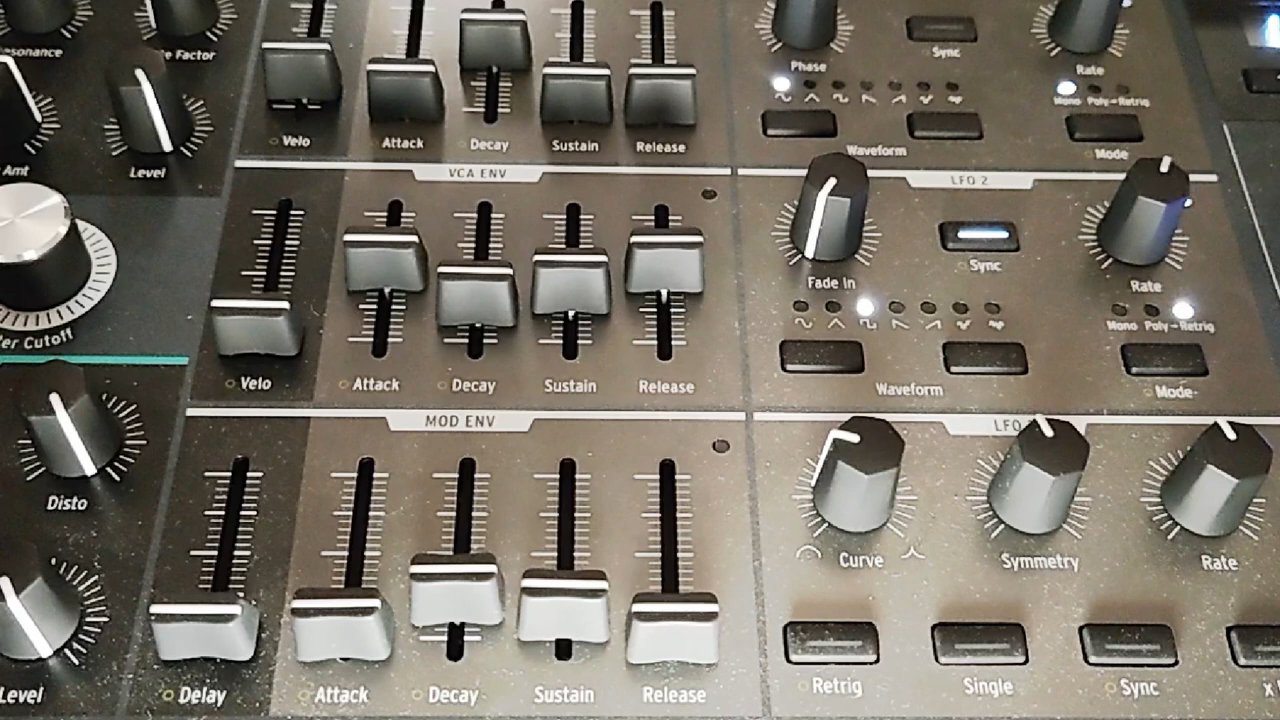 esonance
e Factor
Amt
Level
Velo
Attack
Decay
Sustain
Release
Phase
Sync
Rate
Mono Poly Retrig
Waveform
Mode
VCA ENV
LFO 2
er Cutoff
Velo
Attack
Decay
Sustain
Release
Fade In
Sync
Rate
Mono Poly Retrig
Waveform
Mode
MOD ENV
LFO
Disto
Curve
Symmetry
Rate
Level
Delay
Attack
Decay
Sustain
Release
Retrig
Single
Sync
x